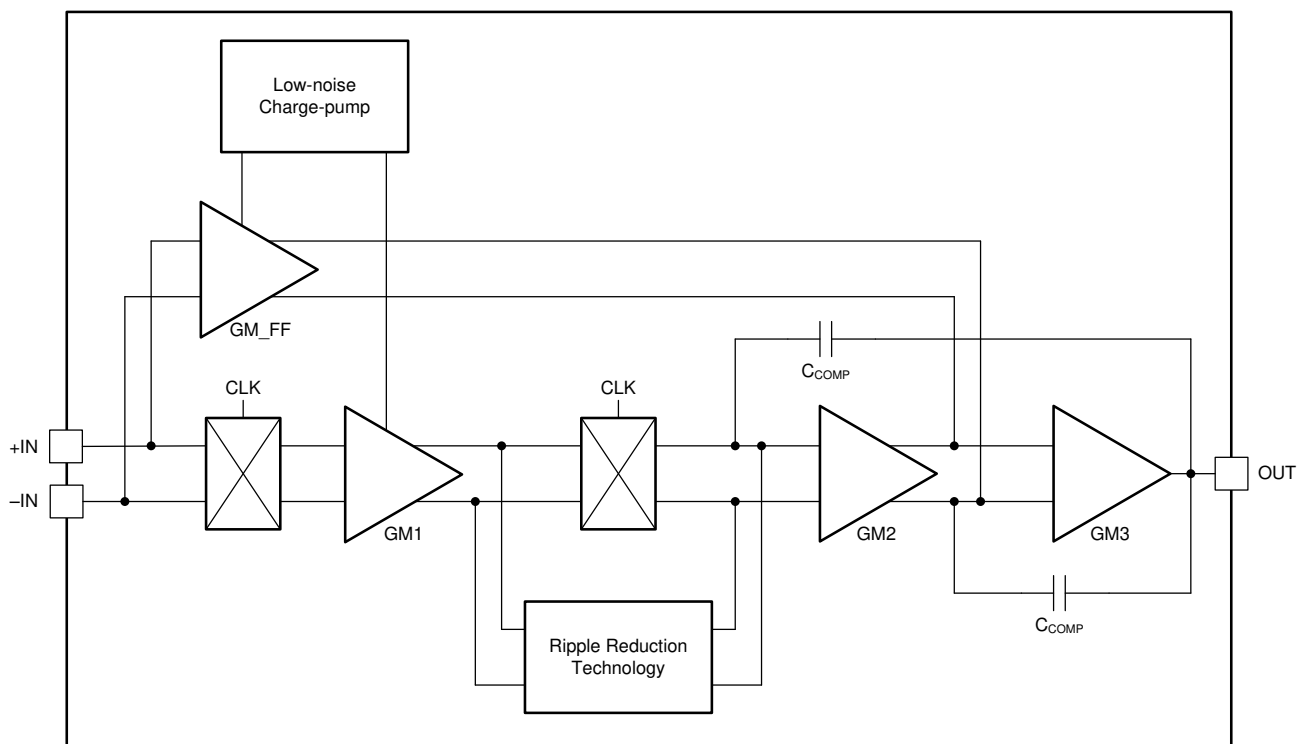 Low-noise
Charge-pump
GM_FF
CCOMP
CLK
CLK
+IN
–IN
OUT
GM1
GM2
GM3
CCOMP
Ripple Reduction
Technology